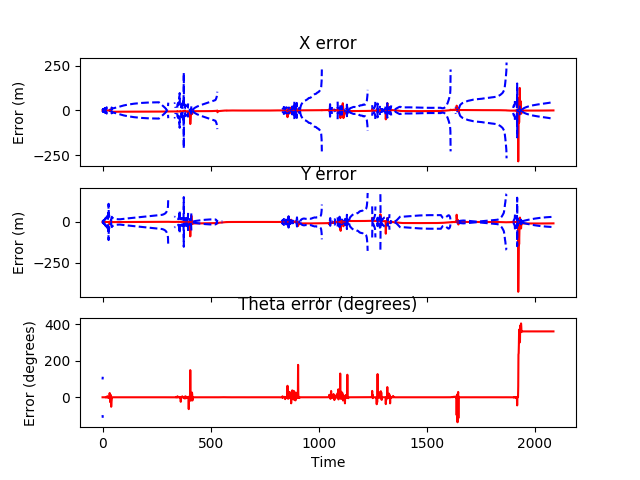 X error
Error (m)
250
0
−250
Y error
Error (m)
0
−250
Theta error (degrees)
Error (degrees)
400
200
0
0
500
1000
1500
2000
Time